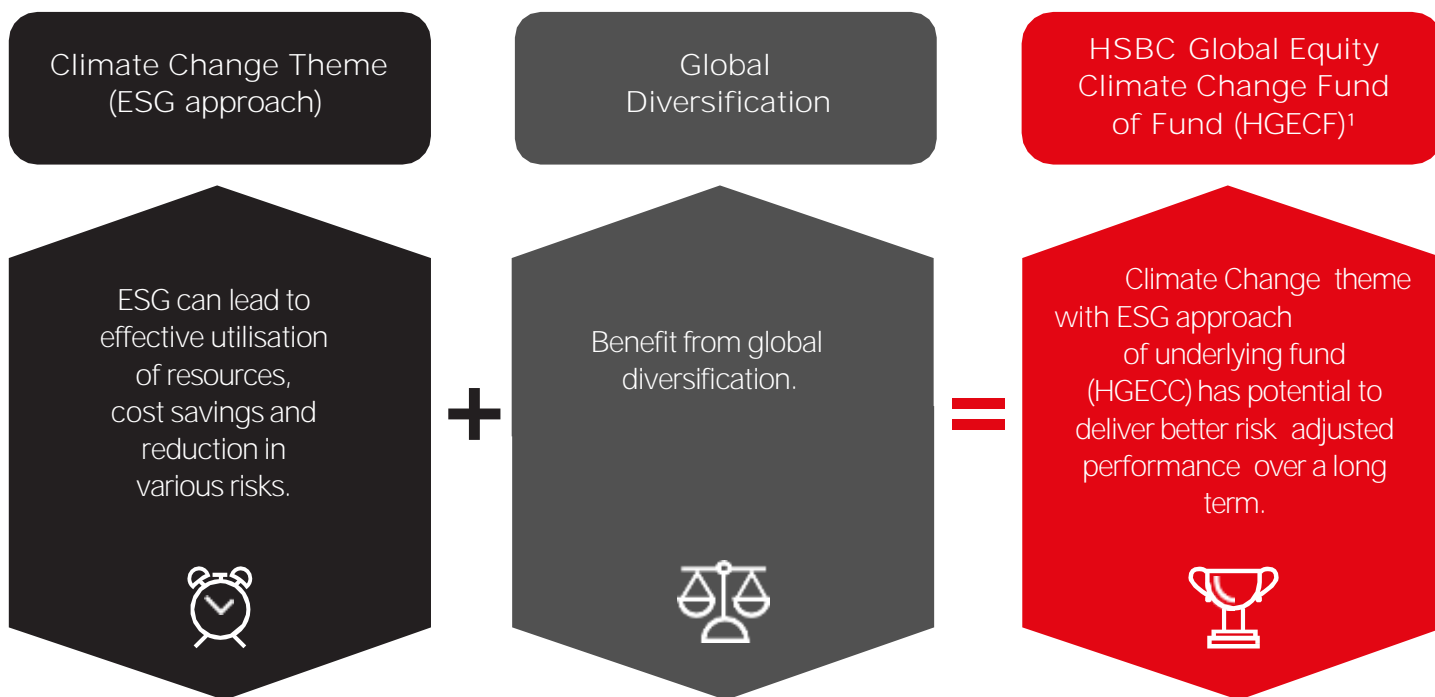 Climate Change Theme
(ESG approach)
Global
Diversification
HSBC Global Equity
Climate Change Fund
of Fund (HGECF)¹
ESG can lead to
effective utilisation
of resources,
cost savings and
reduction in
various risks.
+
Benefit from global
diversification.
=
Climate Change theme
with ESG approach
of underlying fund
(HGECC) has potential to
deliver better risk adjusted
performance over a long
term.